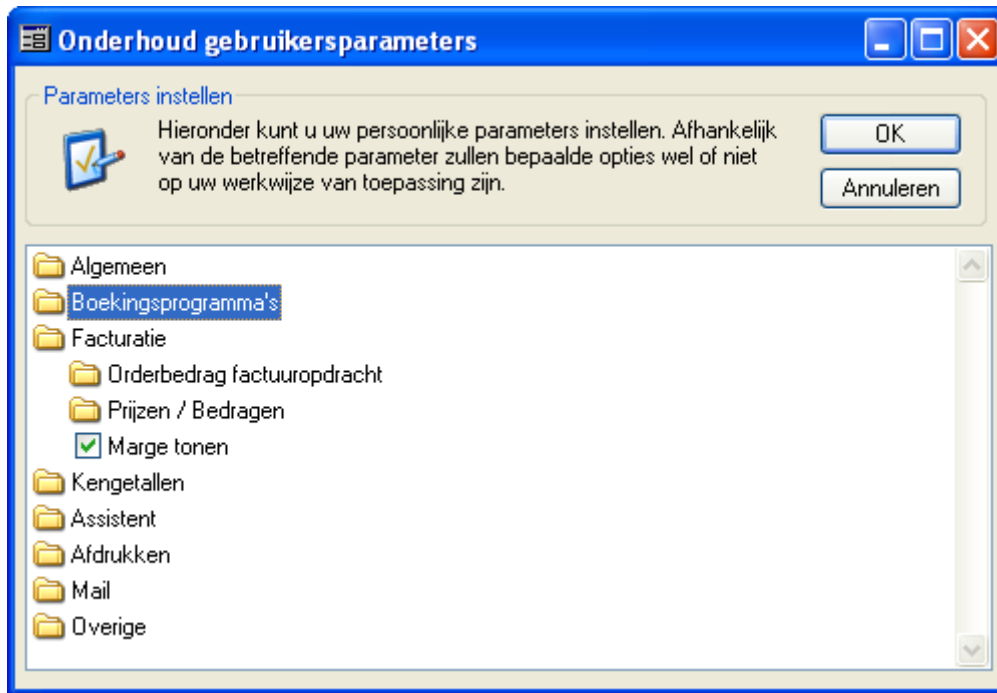 Onderhoud gebruikersparameters
Parameters instellen
Hieronder kunt u uw persoonlijke parameters instellen. Afhankelijk
van de betreffende parameter zullen bepaalde opties wel of niet
op uw werkwijze van toepassing zijn.
OK
Annuleren
Algemeen
Boekingsprogramma's
Facturatie
Orderbedrag factuuropdracht
Prijzen / Bedragen
Marge tonen
Kengetallen
Assistent
Afdrukken
Mail
Overige